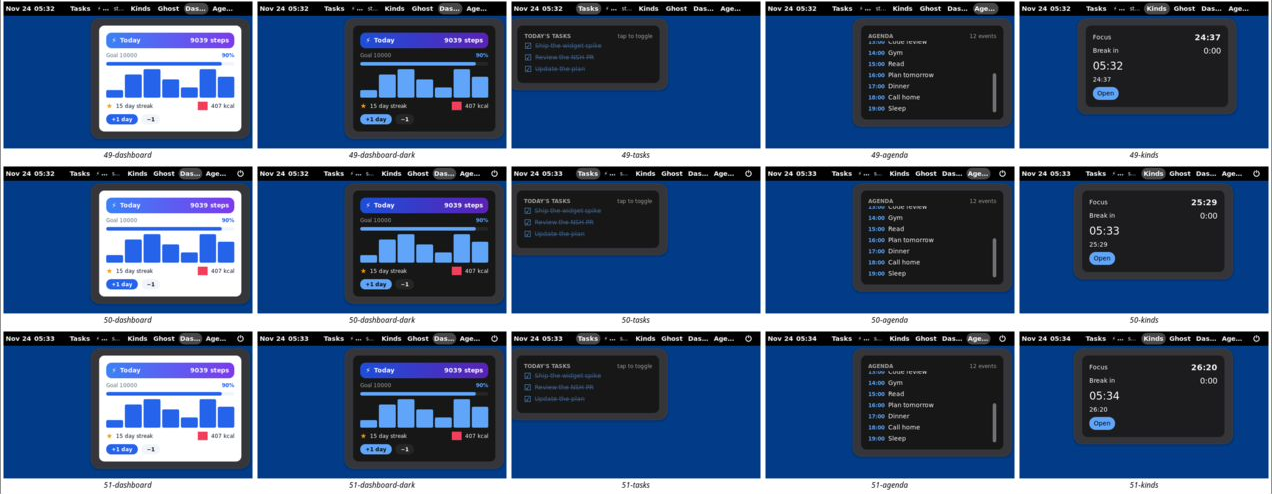 Nov 24 05:32 Tasks ⚡ ... st... Kinds Ghost Das... Age...
⚡ Today 9039 steps
Goal 10000 90%
★ 15 day streak 407 kcal
+1 day −1
49-dashboard
Nov 24 05:32 Tasks ⚡ ... st... Kinds Ghost Das... Age...
⚡ Today 9039 steps
Goal 10000 90%
★ 15 day streak 407 kcal
+1 day −1
49-dashboard-dark
Nov 24 05:32 Tasks ⚡ ... st... Kinds Ghost Das... Age...
TODAY'S TASKS tap to toggle
☑ Ship the widget spike
☑ Review the NSH PR
☑ Update the plan
49-tasks
Nov 24 05:32 Tasks ⚡ ... st... Kinds Ghost Das... Age...
AGENDA 12 events
13:00 Code review
14:00 Gym
15:00 Read
16:00 Plan tomorrow
17:00 Dinner
18:00 Call home
19:00 Sleep
49-agenda
Nov 24 05:32 Tasks ⚡ ... st... Kinds Ghost Das... Age...
Focus 24:37
Break in 0:00
05:32
24:37
Open
49-kinds
Nov 24 05:32 Tasks ⚡ ... s... Kinds Ghost Das... Age...
⚡ Today 9039 steps
Goal 10000 90%
★ 15 day streak 407 kcal
+1 day −1
50-dashboard
Nov 24 05:32 Tasks ⚡ ... s... Kinds Ghost Das... Age...
⚡ Today 9039 steps
Goal 10000 90%
★ 15 day streak 407 kcal
+1 day −1
50-dashboard-dark
Nov 24 05:33 Tasks ⚡ ... s... Kinds Ghost Das... Age...
TODAY'S TASKS tap to toggle
☑ Ship the widget spike
☑ Review the NSH PR
☑ Update the plan
50-tasks
Nov 24 05:33 Tasks ⚡ ... s... Kinds Ghost Das... Age...
AGENDA 12 events
13:00 Code review
14:00 Gym
15:00 Read
16:00 Plan tomorrow
17:00 Dinner
18:00 Call home
19:00 Sleep
50-agenda
Nov 24 05:33 Tasks ⚡ ... s... Kinds Ghost Das... Age...
Focus 25:29
Break in 0:00
05:33
25:29
Open
50-kinds
Nov 24 05:33 Tasks ⚡ ... s... Kinds Ghost Das... Age...
⚡ Today 9039 steps
Goal 10000 90%
★ 15 day streak 407 kcal
+1 day −1
51-dashboard
Nov 24 05:33 Tasks ⚡ ... s... Kinds Ghost Das... Age...
⚡ Today 9039 steps
Goal 10000 90%
★ 15 day streak 407 kcal
+1 day −1
51-dashboard-dark
Nov 24 05:33 Tasks ⚡ ... s... Kinds Ghost Das... Age...
TODAY'S TASKS tap to toggle
☑ Ship the widget spike
☑ Review the NSH PR
☑ Update the plan
51-tasks
Nov 24 05:34 Tasks ⚡ ... s... Kinds Ghost Das... Age...
AGENDA 12 events
13:00 Code review
14:00 Gym
15:00 Read
16:00 Plan tomorrow
17:00 Dinner
18:00 Call home
19:00 Sleep
51-agenda
Nov 24 05:34 Tasks ⚡ ... s... Kinds Ghost Das... Age...
Focus 26:20
Break in 0:00
05:34
26:20
Open
51-kinds